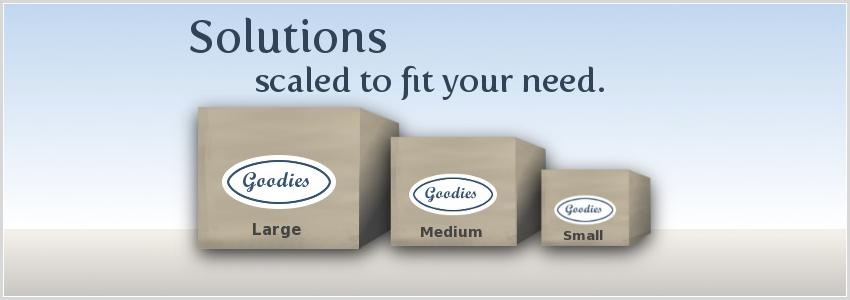 Solutions
scaled to fit your need.
Goodies
Large
Goodies
Medium
Goodies
Small